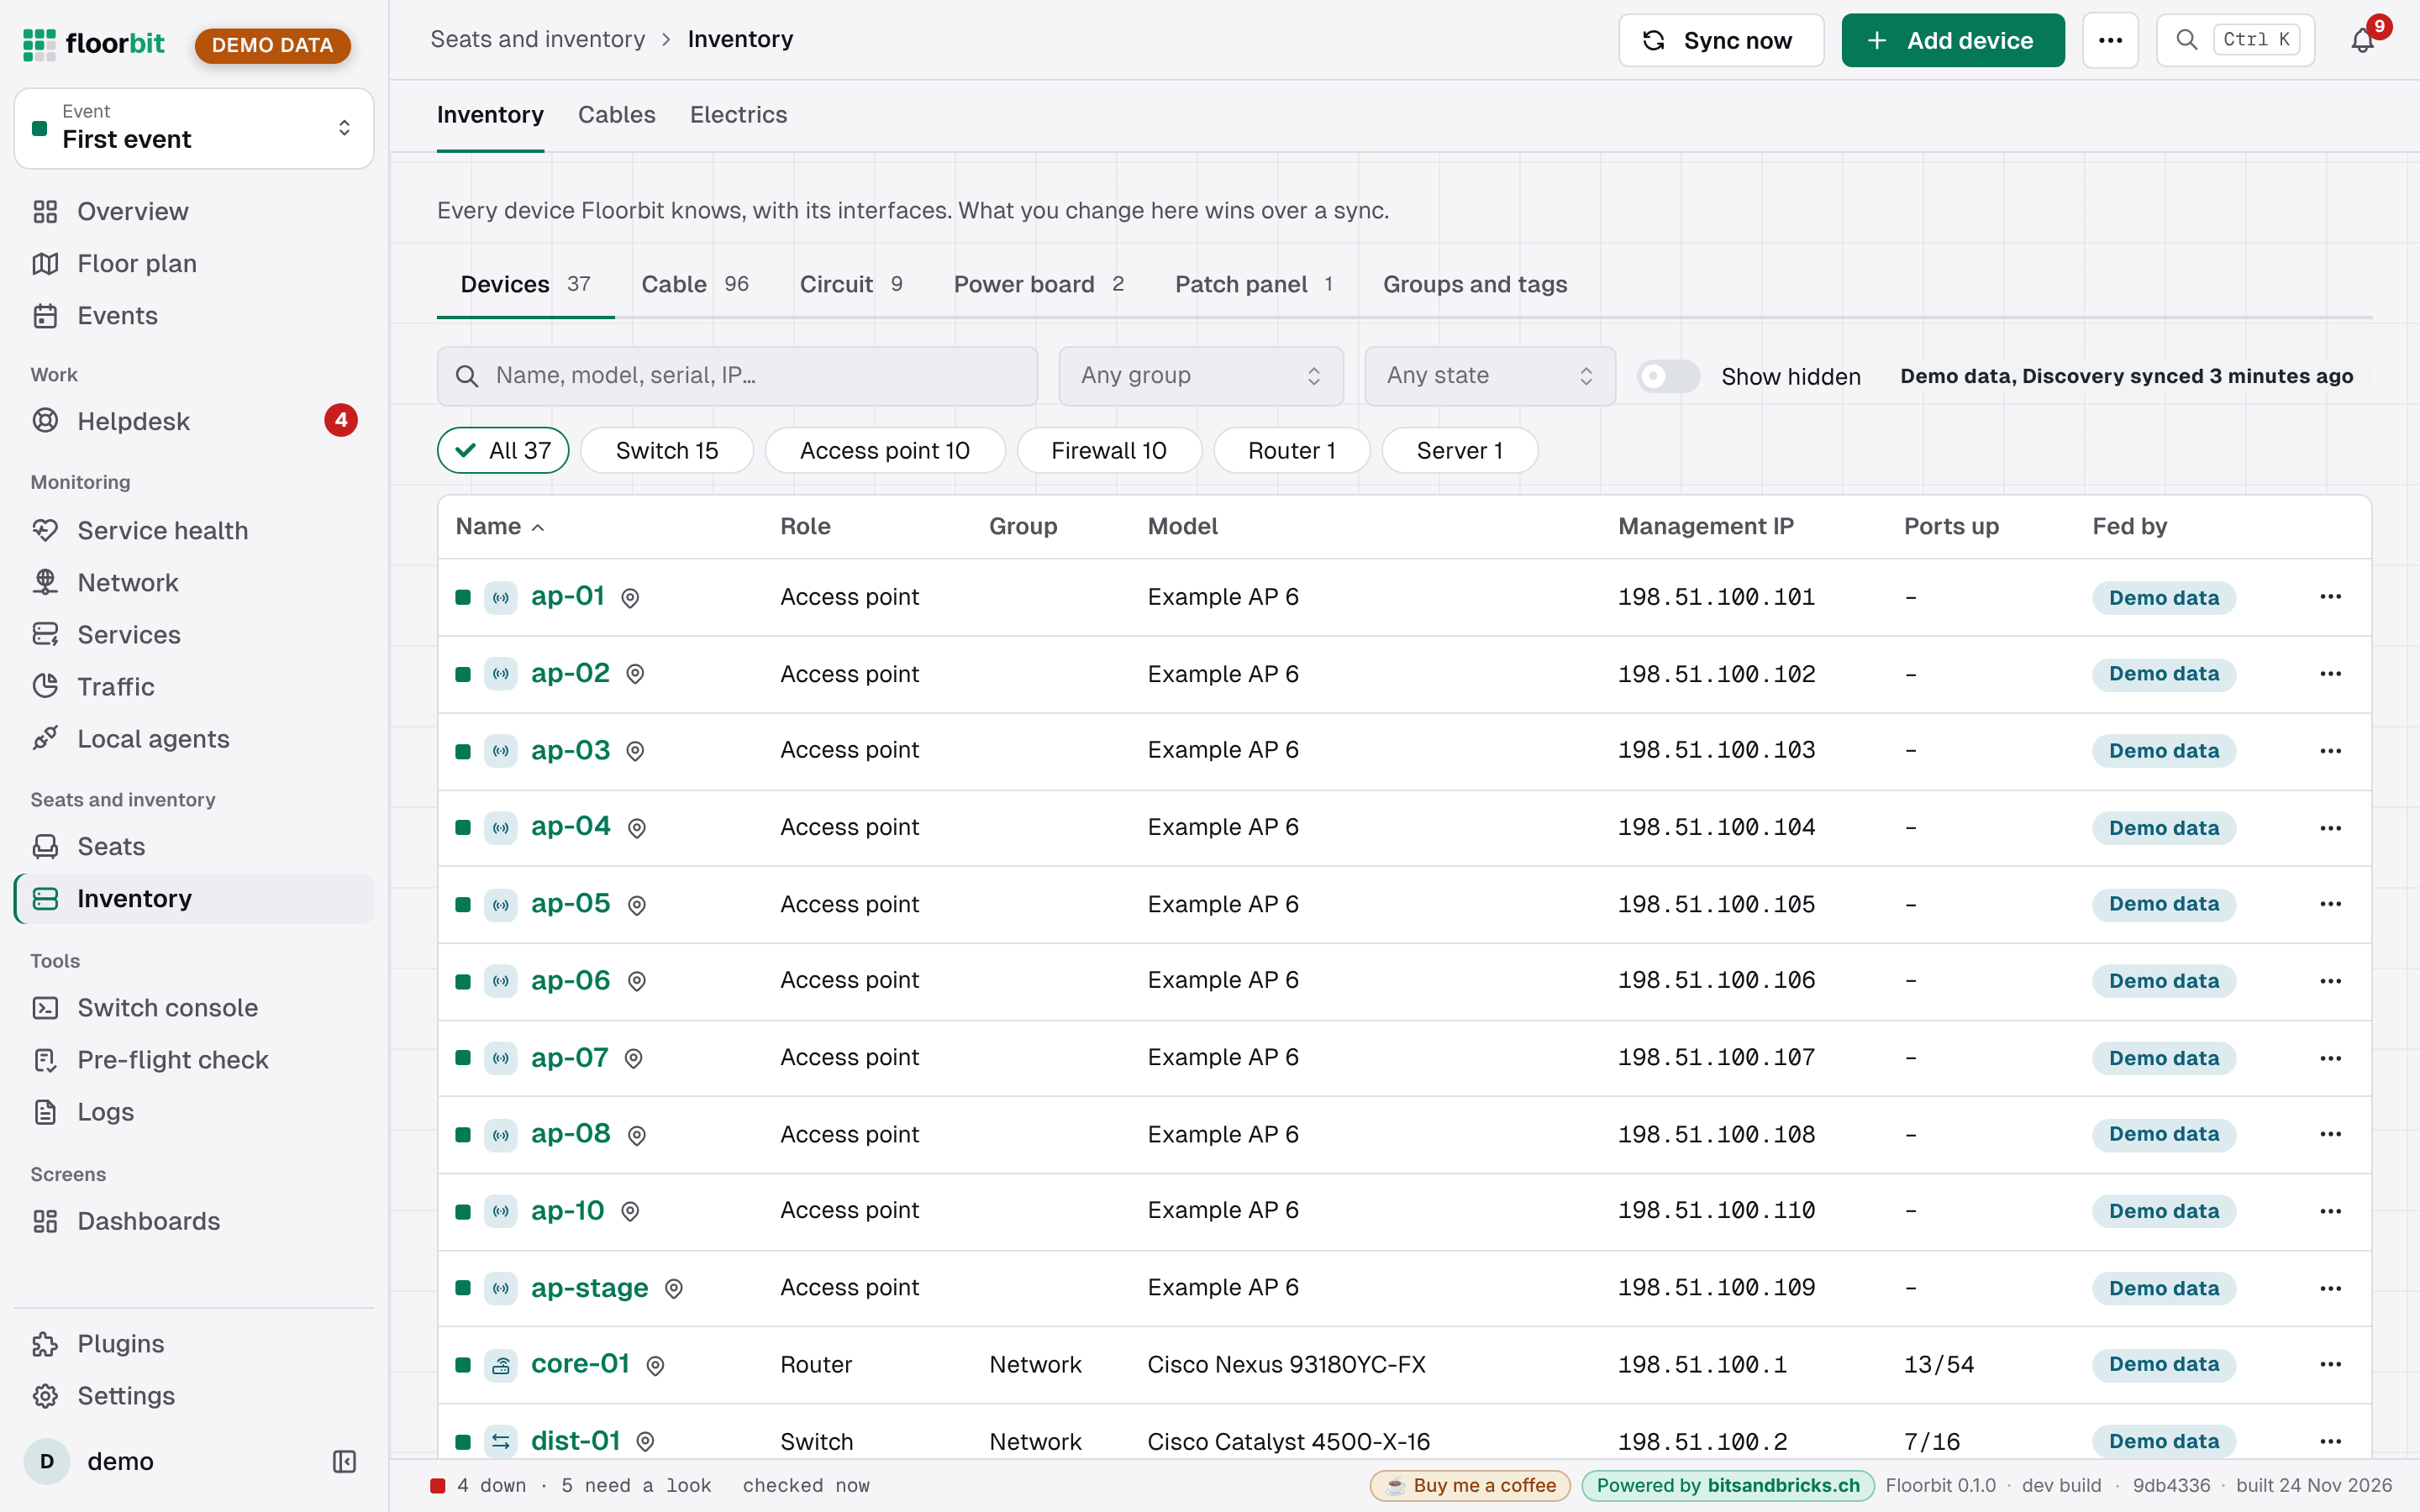 floorbit DEMO DATA
Event
First event
Overview
Floor plan
Events
Work
Helpdesk 4
Monitoring
Service health
Network
Services
Traffic
Local agents
Seats and inventory
Seats
Inventory
Tools
Switch console
Pre-flight check
Logs
Screens
Dashboards
Plugins
Settings
D demo
Seats and inventory > Inventory
Sync now
+ Add device
Ctrl K
9
Inventory Cables Electrics
Every device Floorbit knows, with its interfaces. What you change here wins over a sync.
Devices 37 Cable 96 Circuit 9 Power board 2 Patch panel 1 Groups and tags
Name, model, serial, IP... Any group Any state Show hidden Demo data, Discovery synced 3 minutes ago
All 37 Switch 15 Access point 10 Firewall 10 Router 1 Server 1
Name Role Group Model Management IP Ports up Fed by
ap-01 Access point Example AP 6 198.51.100.101 – Demo data
ap-02 Access point Example AP 6 198.51.100.102 – Demo data
ap-03 Access point Example AP 6 198.51.100.103 – Demo data
ap-04 Access point Example AP 6 198.51.100.104 – Demo data
ap-05 Access point Example AP 6 198.51.100.105 – Demo data
ap-06 Access point Example AP 6 198.51.100.106 – Demo data
ap-07 Access point Example AP 6 198.51.100.107 – Demo data
ap-08 Access point Example AP 6 198.51.100.108 – Demo data
ap-10 Access point Example AP 6 198.51.100.110 – Demo data
ap-stage Access point Example AP 6 198.51.100.109 – Demo data
core-01 Router Network Cisco Nexus 93180YC-FX 198.51.100.1 13/54 Demo data
dist-01 Switch Network Cisco Catalyst 4500-X-16 198.51.100.2 7/16 Demo data
4 down · 5 need a look checked now
Buy me a coffee Powered by bitsandbricks.ch Floorbit 0.1.0 · dev build · 9db4336 · built 24 Nov 2026